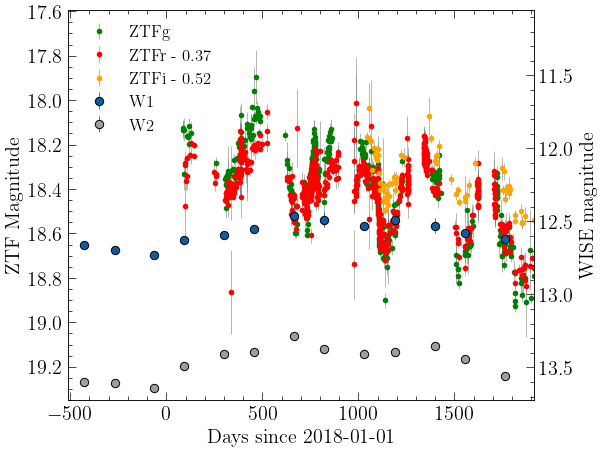 ZTFg
ZTFr - 0.37
ZTFi - 0.52
W1
W2
17.6
17.8
18.0
18.2
18.4
18.6
18.8
19.0
19.2
ZTF Magnitude
11.5
12.0
12.5
13.0
13.5
WISE magnitude
−500 0 500 1000 1500
Days since 2018-01-01